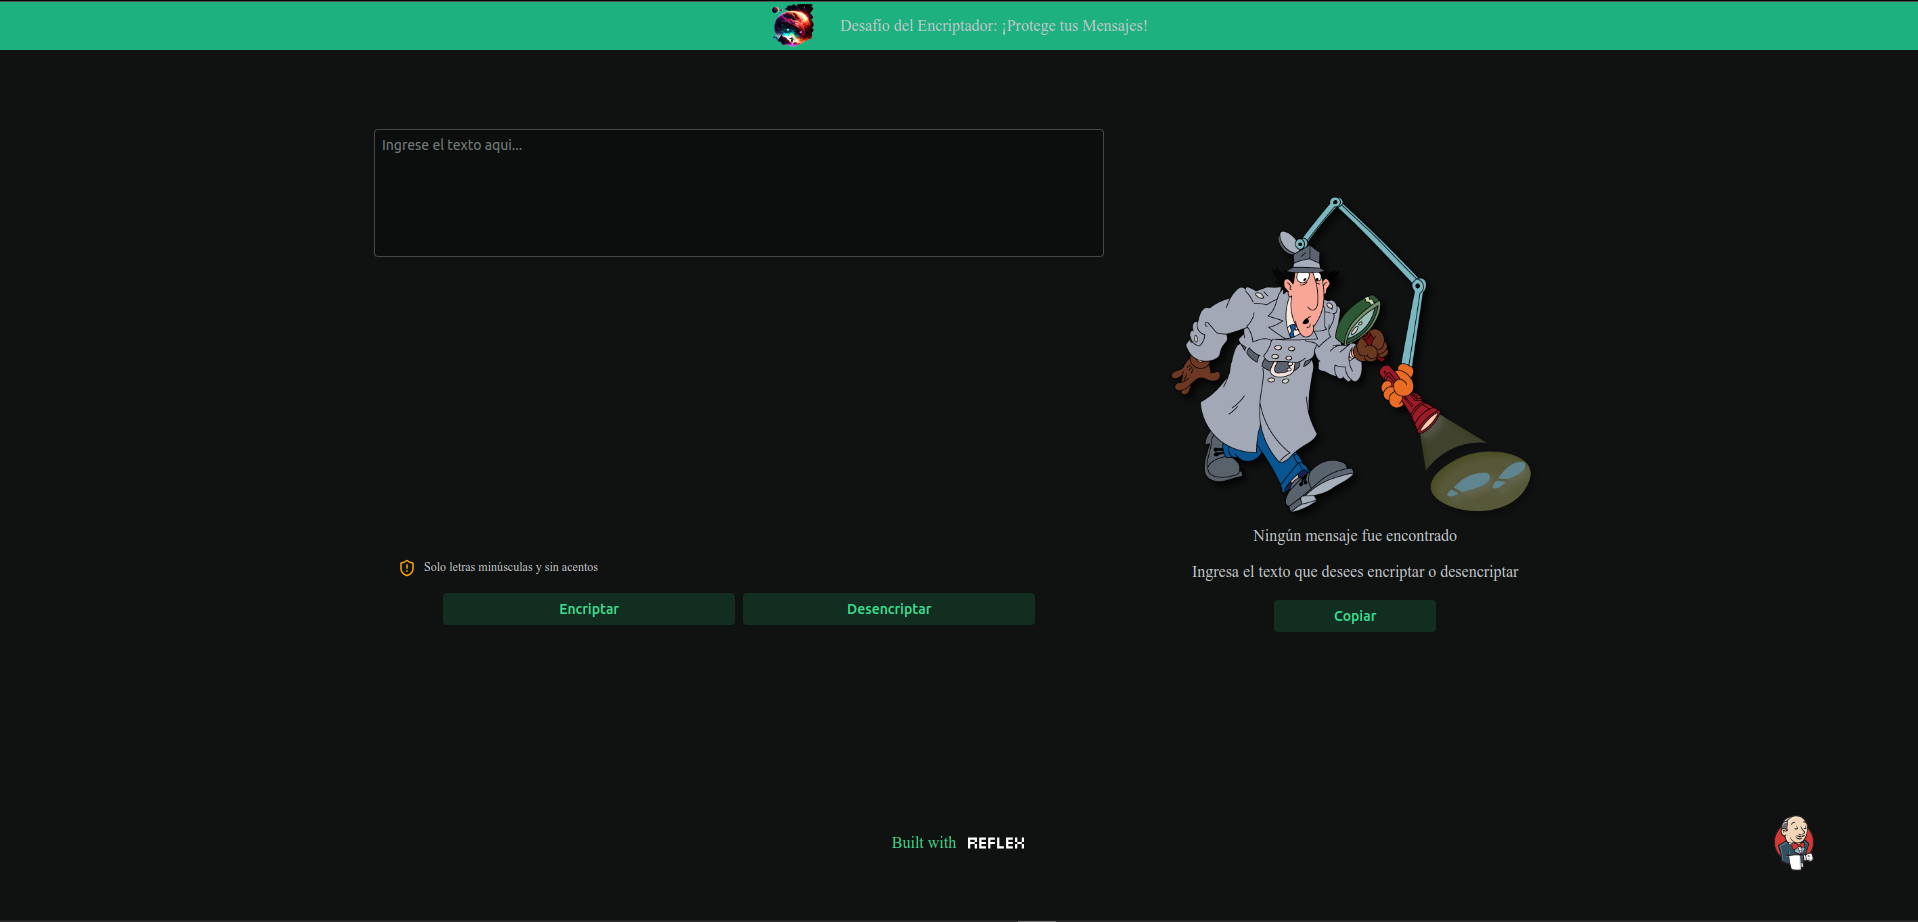 Desafío del Encriptador: ¡Protege tus Mensajes!
Ingrese el texto aqui...
Solo letras minúsculas y sin acentos
Encriptar
Desencriptar
Ningún mensaje fue encontrado
Ingresa el texto que desees encriptar o desencriptar
Copiar
Built with REFLEX